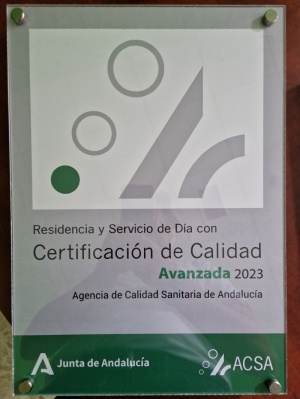 Residencia y Servicio de Día con
Certificación de Calidad
Avanzada 2023
Agencia de Calidad Sanitaria de Andalucía
Junta de Andalucía
ACSA